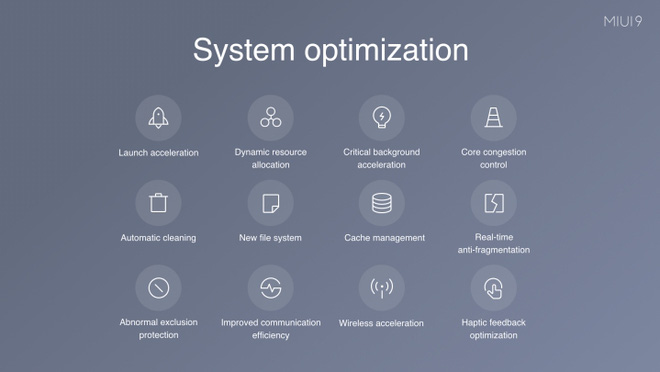 MIUI 9
System optimization
Launch acceleration
Dynamic resource
allocation
Critical background
acceleration
Core congestion
control
Automatic cleaning
New file system
Cache management
Real-time
anti-fragmentation
Abnormal exclusion
protection
Improved communication
efficiency
Wireless acceleration
Haptic feedback
optimization